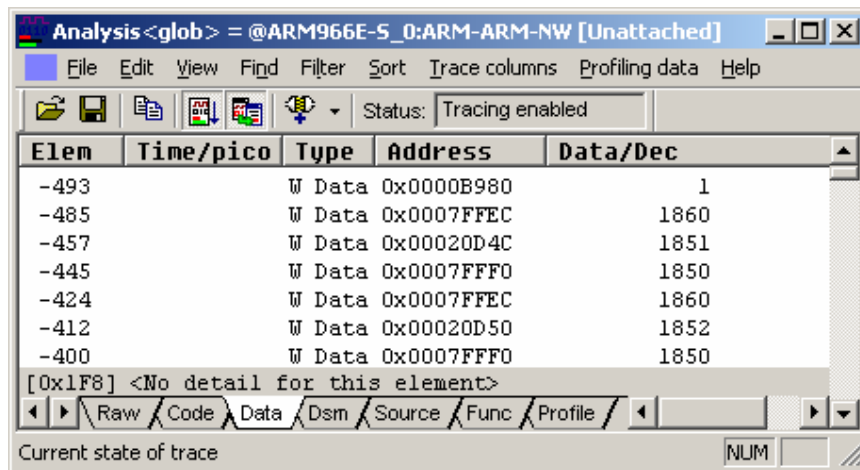 Analysis<glob> = @ARM966E-S_0:ARM-ARM-NW [Unattached]
File Edit View Find Filter Sort Trace columns Profiling data Help
Status: Tracing enabled
Elem Time/pico Type Address Data/Dec
-493 W Data 0x0000B980 1
-485 W Data 0x0007FFEC 1860
-457 W Data 0x00020D4C 1851
-445 W Data 0x0007FFF0 1850
-424 W Data 0x0007FFEC 1860
-412 W Data 0x00020D50 1852
-400 W Data 0x0007FFF0 1850
[0x1F8] <No detail for this element>
Raw Code Data Dsm Source Func Profile
Current state of trace NUM